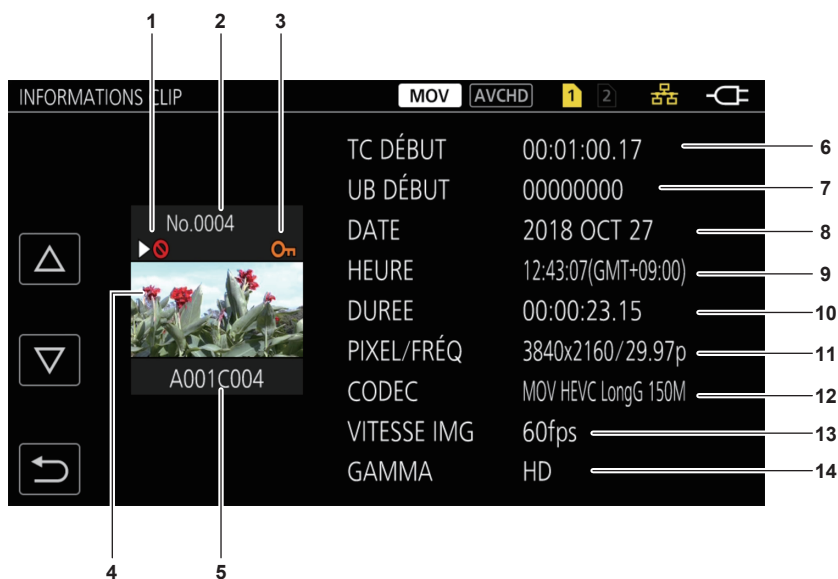 1 2 3
INFORMATIONS CLIP MOV AVCHD 1 2
TC DÉBUT 00:01:00.17 6
UB DÉBUT 00000000 7
No.0004
DATE 2018 OCT 27 8
HEURE 12:43:07(GMT+09:00) 9
4
DUREE 00:00:23.15 10
PIXEL/FRÉQ 3840x2160/29.97p 11
A001C004
CODEC MOV HEVC LongG 150M 12
VITESSE IMG 60fps 13
GAMMA HD 14
5